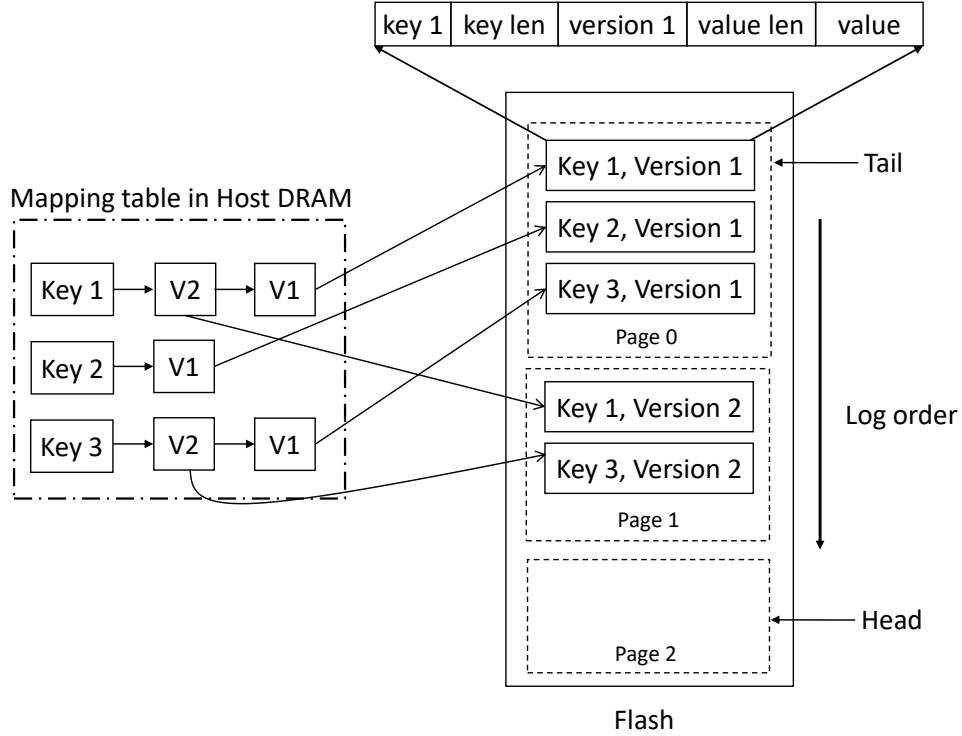 key 1 key len version 1 value len value
Mapping table in Host DRAM
Key 1 V2 V1
Key 2 V1
Key 3 V2 V1
Key 1, Version 1
Key 2, Version 1
Key 3, Version 1
Page 0
Key 1, Version 2
Key 3, Version 2
Page 1
Page 2
Flash
Tail
Log order
Head